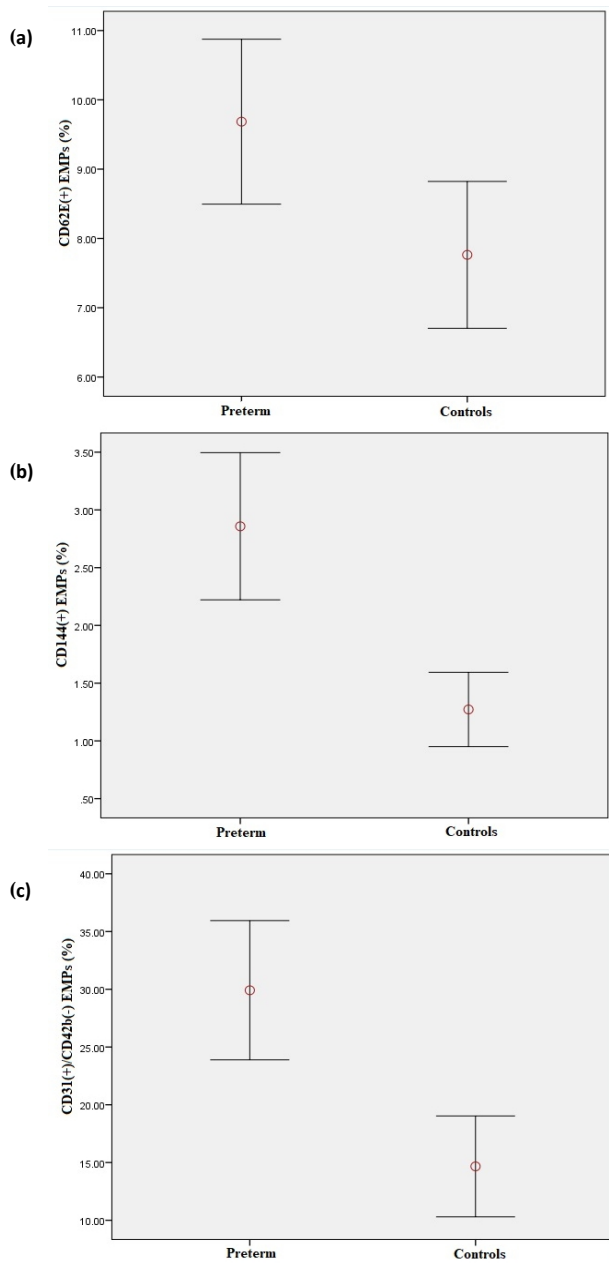 (a)
CD62E(+) EMPs (%)
11.00
10.00
9.00
8.00
7.00
6.00
Preterm Controls
(b)
CD144(+) EMPs (%)
3.50
3.00
2.50
2.00
1.50
1.00
.50
Preterm Controls
(c)
CD31(+)/CD42b(-) EMPs (%)
40.00
35.00
30.00
25.00
20.00
15.00
10.00
Preterm Controls